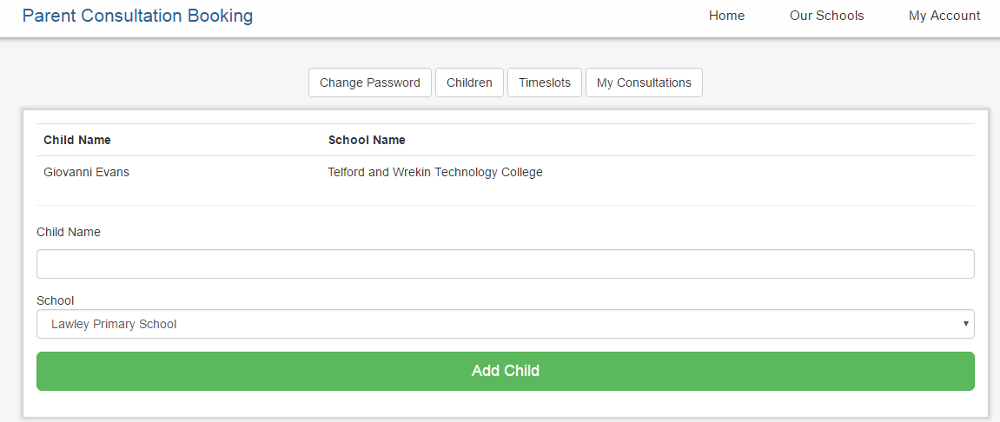 Parent Consultation Booking Home Our Schools My Account
Change Password Children Timeslots My Consultations
Child Name School Name
Giovanni Evans Telford and Wrekin Technology College
Child Name
School
Lawley Primary School
Add Child